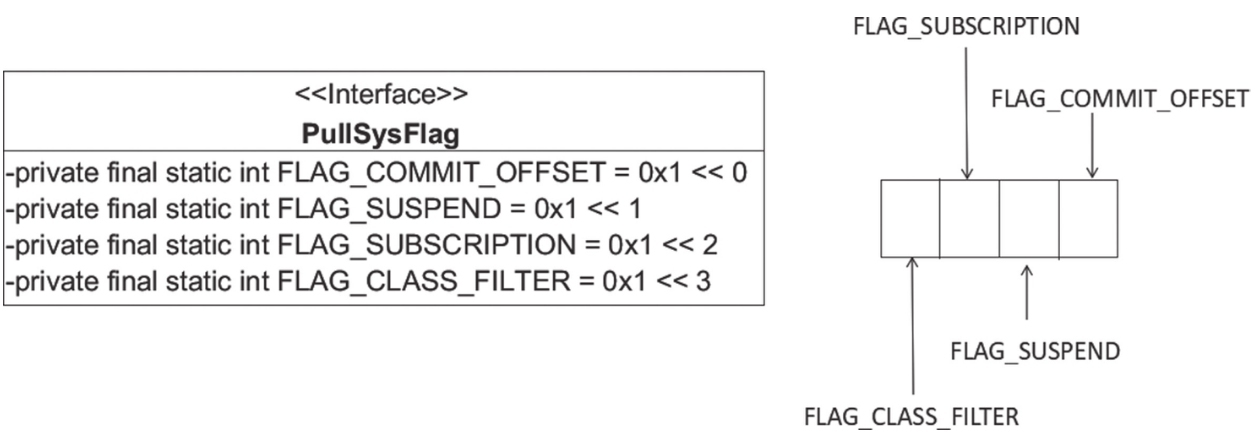 <<Interface>>
PullSysFlag
-private final static int FLAG_COMMIT_OFFSET = 0x1 << 0
-private final static int FLAG_SUSPEND = 0x1 << 1
-private final static int FLAG_SUBSCRIPTION = 0x1 << 2
-private final static int FLAG_CLASS_FILTER = 0x1 << 3
FLAG_SUBSCRIPTION
FLAG_COMMIT_OFFSET
FLAG_SUSPEND
FLAG_CLASS_FILTER